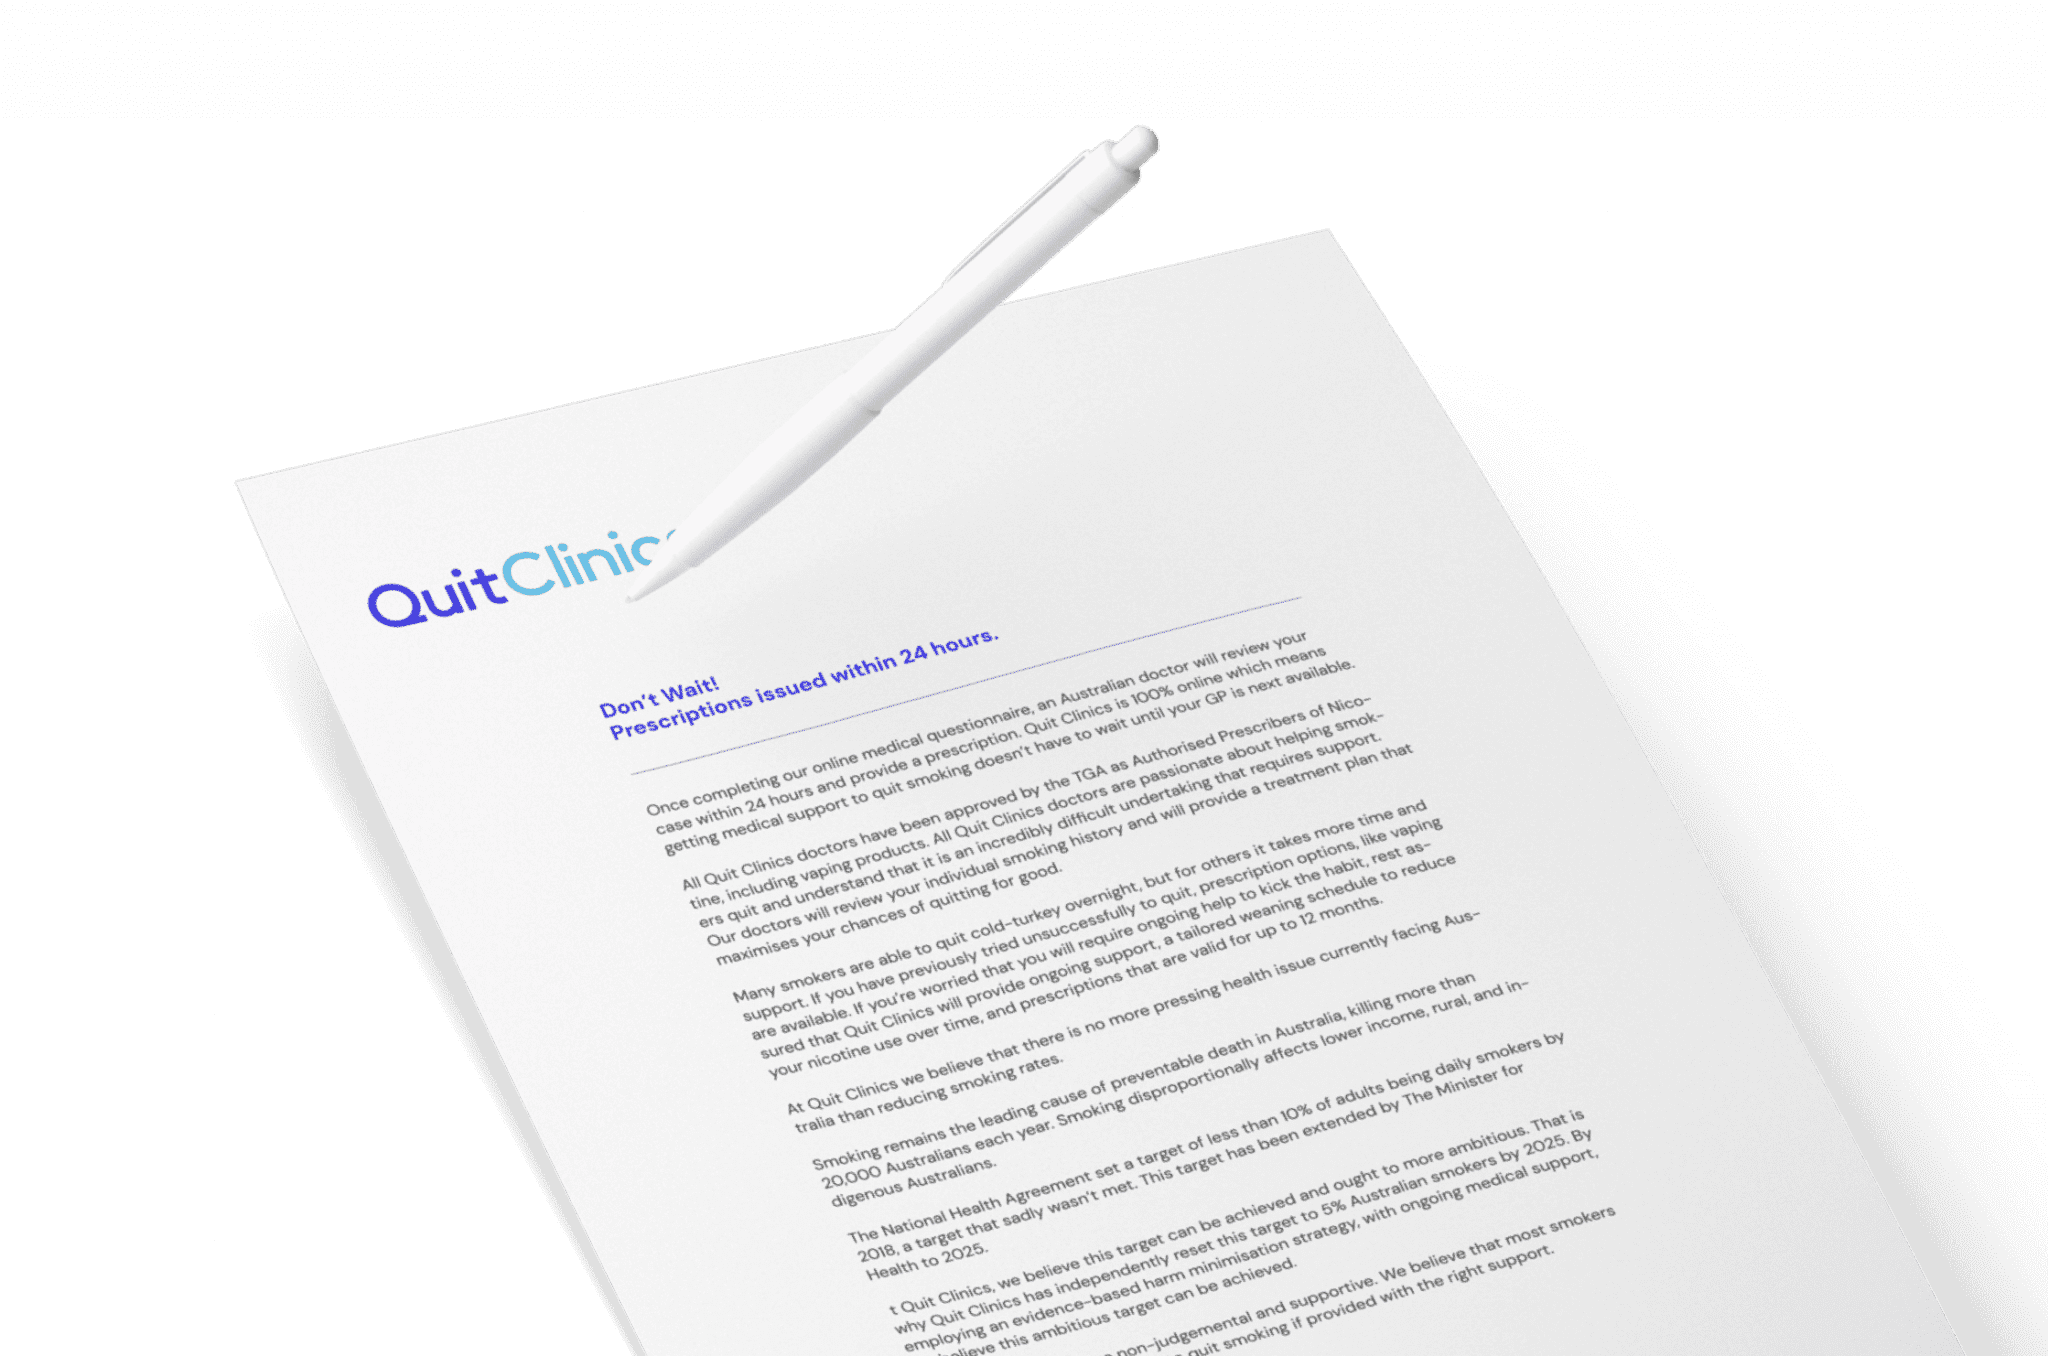 QuitClinics
Don't Wait!
Prescriptions issued within 24 hours.
Once completing our online medical questionnaire, an Australian doctor will review your
case within 24 hours and provide a prescription. Quit Clinics is 100% online which means
getting medical support to quit smoking doesn't have to wait until your GP is next available.
All Quit Clinics doctors have been approved by the TGA as Authorised Prescribers of Nico-
tine, including vaping products. All Quit Clinics doctors are passionate about helping smok-
ers quit and understand that it is an incredibly difficult undertaking that requires support.
Our doctors will review your individual smoking history and will provide a treatment plan that
maximises your chances of quitting for good.
Many smokers are able to quit cold-turkey overnight, but for others it takes more time and
support. If you have previously tried unsuccessfully to quit, prescription options, like vaping
are available. If you're worried that you will require ongoing help to kick the habit, rest as-
sured that Quit Clinics will provide ongoing support, a tailored weaning schedule to reduce
your nicotine use over time, and prescriptions that are valid for up to 12 months.
At Quit Clinics we believe that there is no more pressing health issue currently facing Aus-
tralia than reducing smoking rates.
Smoking remains the leading cause of preventable death in Australia, killing more than
20,000 Australians each year. Smoking disproportionally affects lower income, rural, and in-
digenous Australians.
The National Health Agreement set a target of less than 10% of adults being daily smokers by
2018, a target that sadly wasn't met. This target has been extended by The Minister for
Health to 2025.
t Quit Clinics, we believe this target can be achieved and ought to more ambitious. That is
why Quit Clinics has independently reset this target to 5% Australian smokers by 2025. By
employing an evidence-based harm minimisation strategy, with ongoing medical support,
believe this ambitious target can be achieved.
non-judgemental and supportive. We believe that most smokers
quit smoking if provided with the right support.